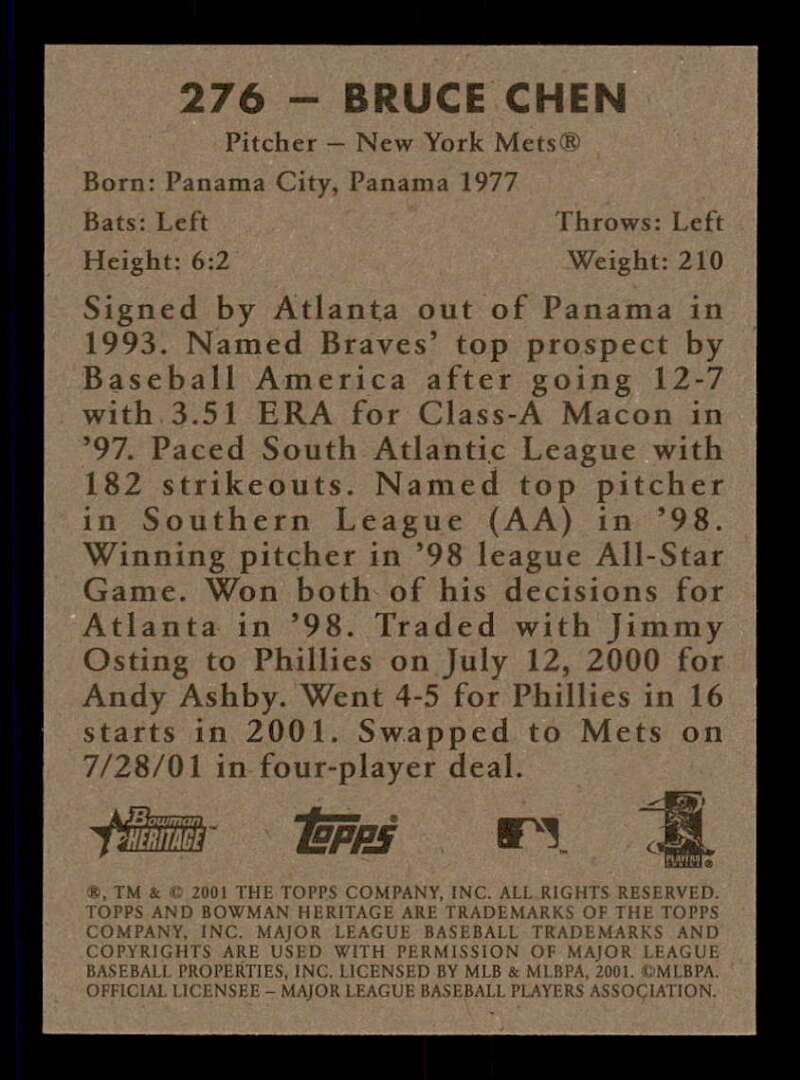 276 – BRUCE CHEN
Pitcher – New York Mets®
Born: Panama City, Panama 1977
Bats: Left Throws: Left
Height: 6:2 Weight: 210
Signed by Atlanta out of Panama in
1993. Named Braves’ top prospect by
Baseball America after going 12-7
with 3.51 ERA for Class-A Macon in
’97. Paced South Atlantic League with
182 strikeouts. Named top pitcher
in Southern League (AA) in ’98.
Winning pitcher in ’98 league All-Star
Game. Won both of his decisions for
Atlanta in ’98. Traded with Jimmy
Osting to Phillies on July 12, 2000 for
Andy Ashby. Went 4-5 for Phillies in 16
starts in 2001. Swapped to Mets on
7/28/01 in four-player deal.
Bowman HERITAGE topps PLAYERS
®, TM & © 2001 THE TOPPS COMPANY, INC. ALL RIGHTS RESERVED.
TOPPS AND BOWMAN HERITAGE ARE TRADEMARKS OF THE TOPPS
COMPANY, INC. MAJOR LEAGUE BASEBALL TRADEMARKS AND
COPYRIGHTS ARE USED WITH PERMISSION OF MAJOR LEAGUE
BASEBALL PROPERTIES, INC. LICENSED BY MLB & MLBPA, 2001. ©MLBPA.
OFFICIAL LICENSEE – MAJOR LEAGUE BASEBALL PLAYERS ASSOCIATION.